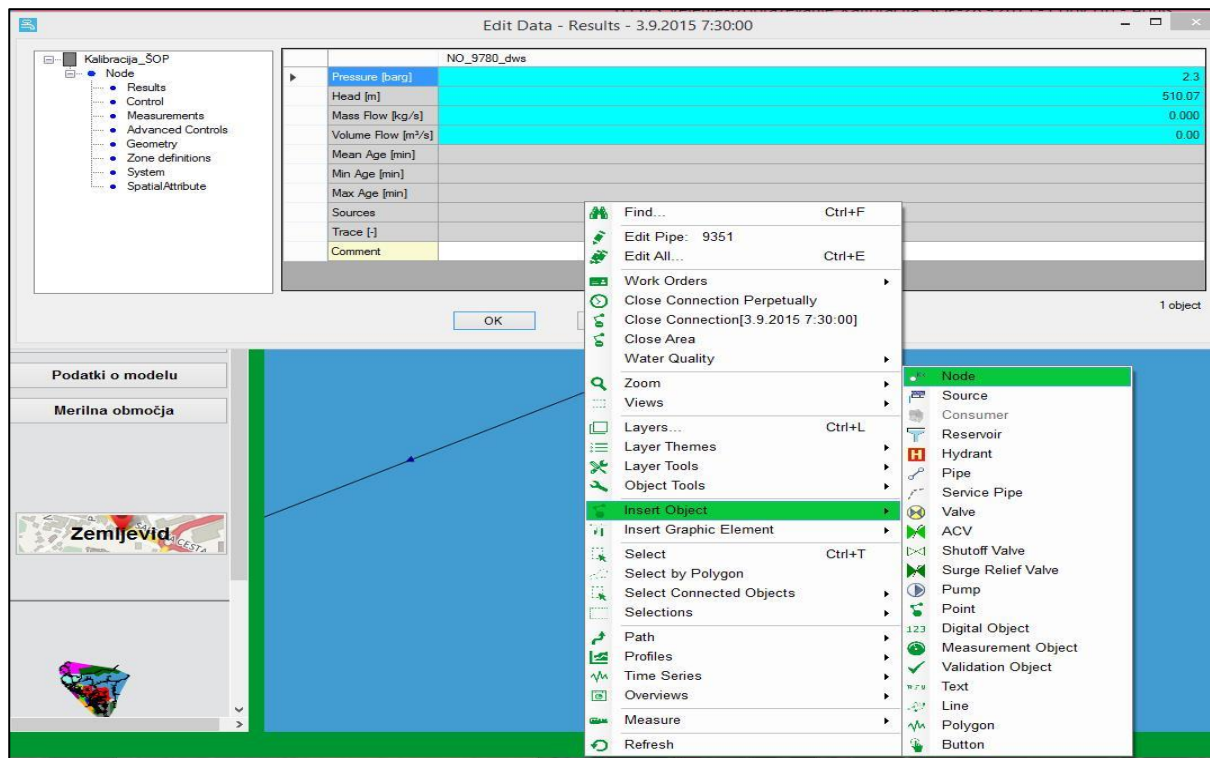 Edit Data - Results - 3.9.2015 7:30:00
Kalibracija_ŠOP
Node
Results
Control
Measurements
Advanced Controls
Geometry
Zone definitions
System
SpatialAttribute
NO_9780_dws
Pressure [barg] 2.3
Head [m] 510.07
Mass Flow [kg/s] 0.000
Volume Flow [m³/s] 0.00
Mean Age [min]
Min Age [min]
Max Age [min]
Sources
Trace [-]
Comment
1 object
OK
Podatki o modelu
Merilna območja
Zemljevid
CESTA
Find... Ctrl+F
Edit Pipe: 9351
Edit All... Ctrl+E
Work Orders
Close Connection Perpetually
Close Connection[3.9.2015 7:30:00]
Close Area
Water Quality
Zoom
Views
Layers... Ctrl+L
Layer Themes
Layer Tools
Object Tools
Insert Object
Insert Graphic Element
Select Ctrl+T
Select by Polygon
Select Connected Objects
Selections
Path
Profiles
Time Series
Overviews
Measure
Refresh
Node
Source
Consumer
Reservoir
H Hydrant
Pipe
Service Pipe
Valve
ACV
Shutoff Valve
Surge Relief Valve
Pump
Point
123 Digital Object
Measurement Object
Validation Object
Text
Line
Polygon
Button